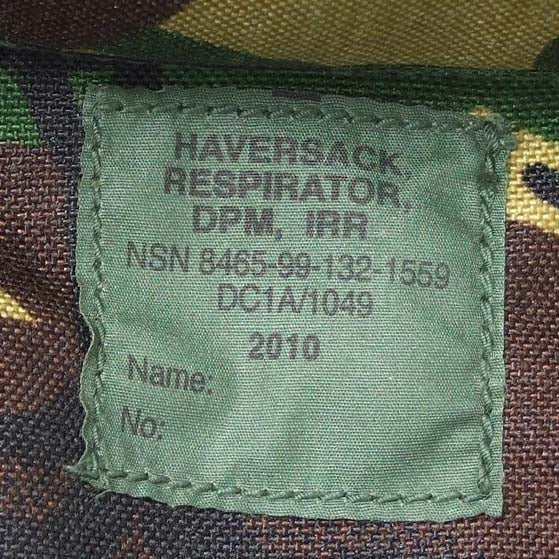 HAVERSACK,
RESPIRATOR,
DPM, IRR
NSN 8465-99-132-1559
DC1A/1049
2010
Name:
No: